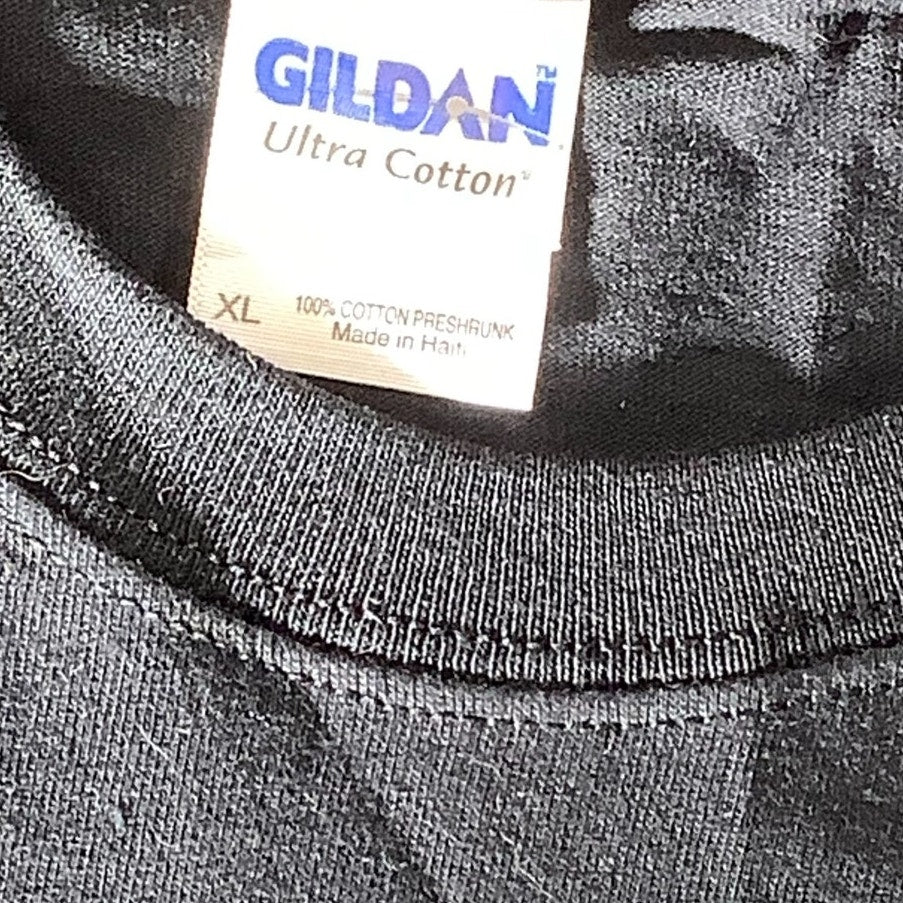 GILDAN™
Ultra Cotton
XL 100% COTTON PRESHRUNK
Made in Haiti